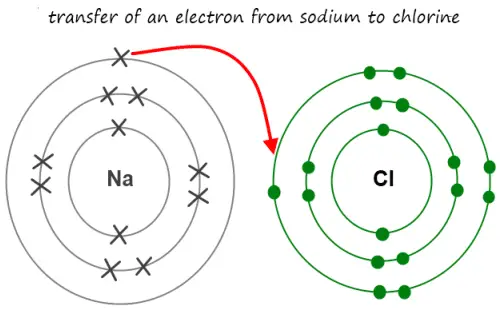 transfer of an electron from sodium to chlorine
Na
Cl